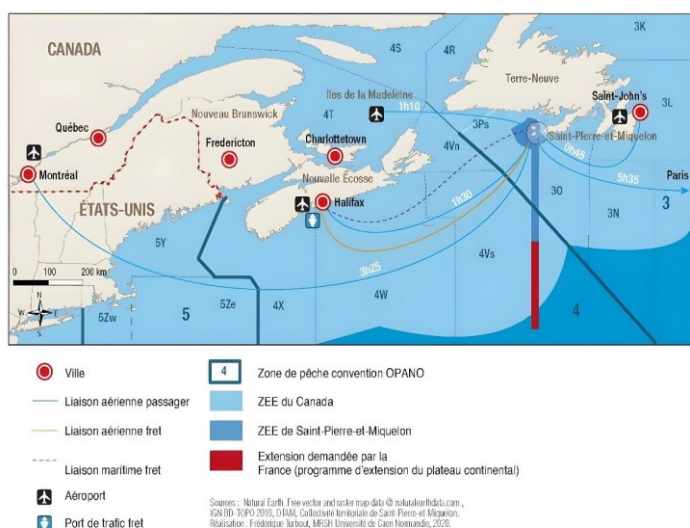 3K
4S
4R
CANADA
Terre-Neuve
Saint-John's
Iles de la Madeleine
3L
Nouveau Brunswick
4T
1h10
Québec
3Ps
Charlottetown
Saint-Pierre-et-Miquelon
Fredericton
4Vn
0h45
Montréal
Nouvelle Écosse
5h35
Paris
ÉTATS-UNIS
Halifax
1h30
3O
3
3N
5Y
3h25
4Vs
0 100 200 km
N
W E
S
5
5Ze
4X
4W
4
5Zw
Ville
4 Zone de pêche convention OPANO
Liaison aérienne passager
ZEE du Canada
Liaison aérienne fret
ZEE de Saint-Pierre-et-Miquelon
Liaison maritime fret
Extension demandée par la
France (programme d'extension du plateau continental)
Aéroport
Port de trafic fret
Sources : Natural Earth. Free vector and raster map data @ naturalearthdata.com.,
IGN BD-TOPO 2019, DTAM, Collectivité territoriale de Saint-Pierre-et-Miquelon.
Réalisation : Frédérique Turbout, MRSH Université de Caen Normandie, 2020.